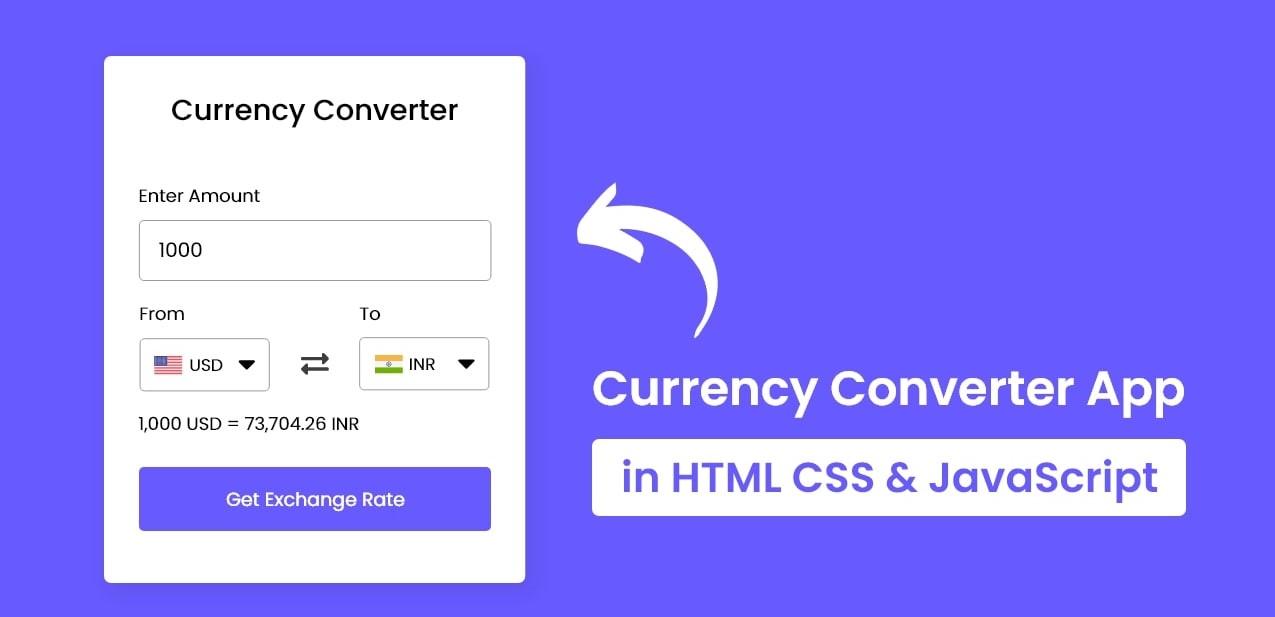 Currency Converter
Enter Amount
1000
From
To
USD
INR
1,000 USD = 73,704.26 INR
Get Exchange Rate
Currency Converter App
in HTML CSS & JavaScript